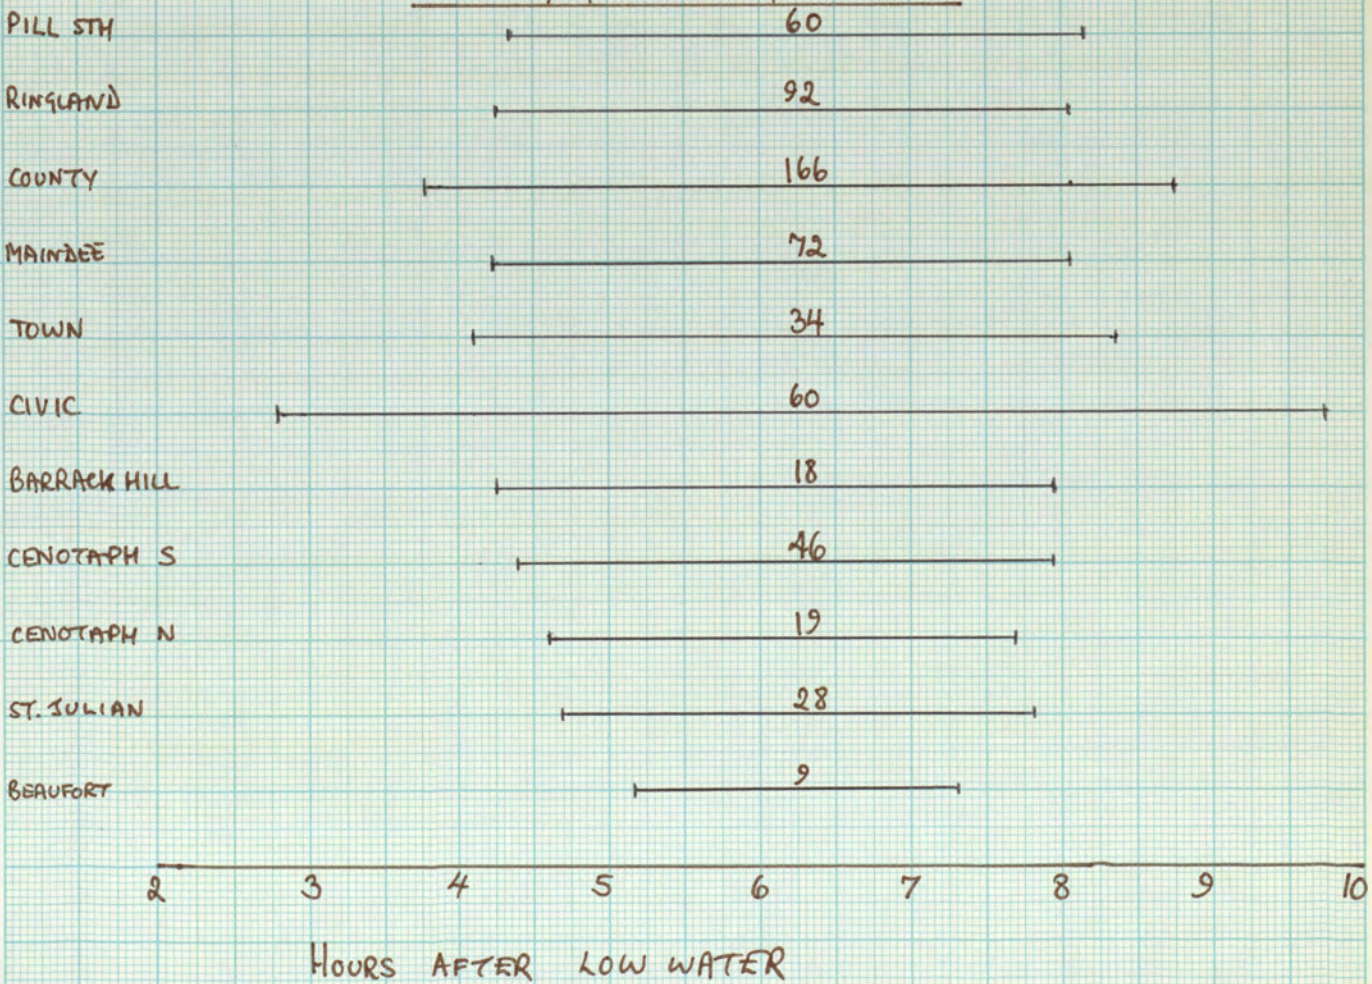 PILL STH 60
RINGLAND 92
COUNTY 166
MAINDEE 72
TOWN 34
CIVIC 60
BARRACK HILL 18
CENOTAPH S 46
CENOTAPH N 19
ST. JULIAN 28
BEAUFORT 9
2 3 4 5 6 7 8 9 10
HOURS AFTER LOW WATER